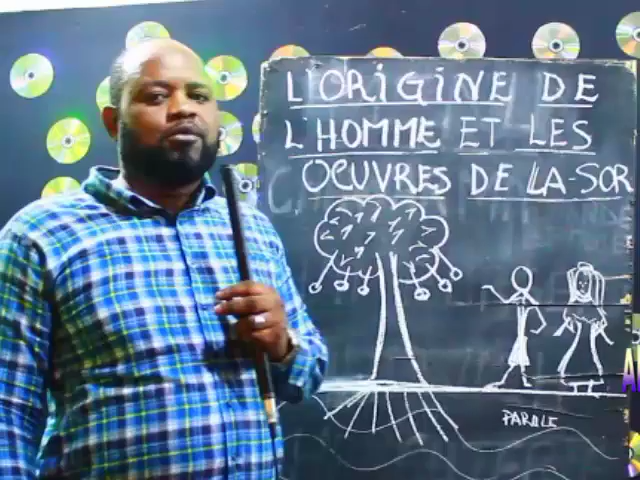 L'ORIGINE DE
L'HOMME ET LES
OEUVRES DE LA-SOR
PAROLE